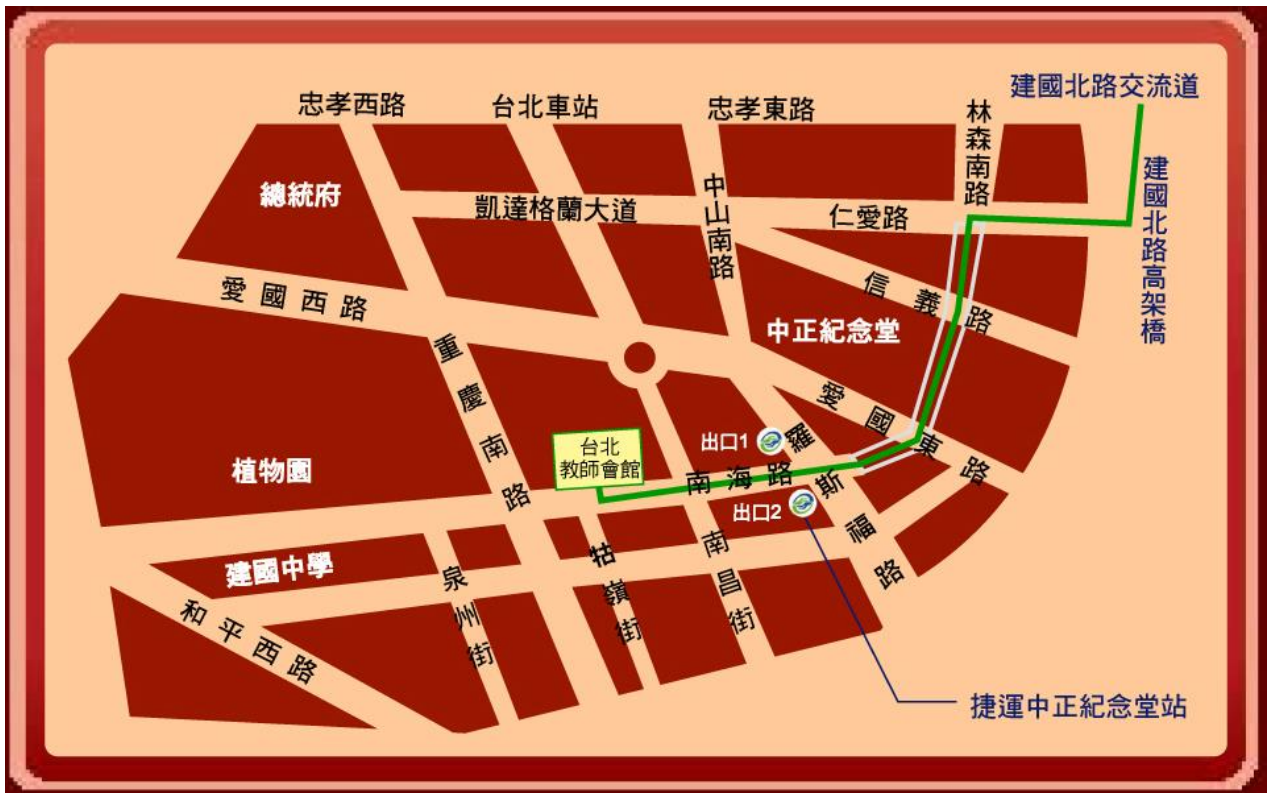 建國北路交流道
忠孝西路
台北車站
忠孝東路
林森南路
建國北路高架橋
總統府
凱達格蘭大道
中山南路
仁愛路
愛國西路
信義路
中正紀念堂
重慶南路
愛國東路
台北
教師會館
出口1
羅斯福路
植物園
南海路
出口2
建國中學
泉州街
牯嶺街
南昌街
和平西路
捷運中正紀念堂站